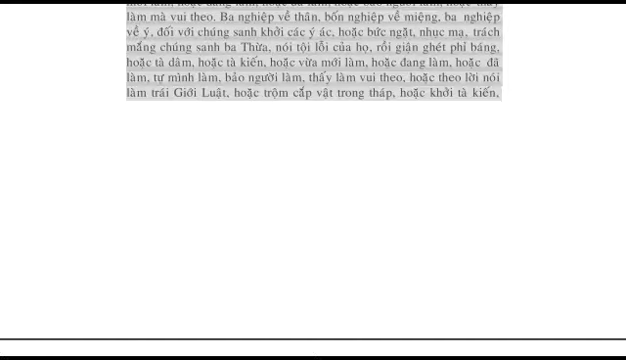 làm mà vui theo. Ba nghiệp về thân, bốn nghiệp về miệng, ba nghiệp
về ý, đối với chúng sanh khởi các ý ác, hoặc bức ngặt, nhục mạ, trách
mắng chúng sanh ba Thừa, nói tội lỗi của họ, rồi giận ghét phỉ báng,
hoặc tà dâm, hoặc tà kiến, hoặc vừa mới làm, hoặc đang làm, hoặc đã
làm, tự mình làm, bảo người làm, thấy làm vui theo, hoặc theo lời nói
làm trái Giới Luật, hoặc trộm cắp vật trong tháp, hoặc khởi tà kiến,